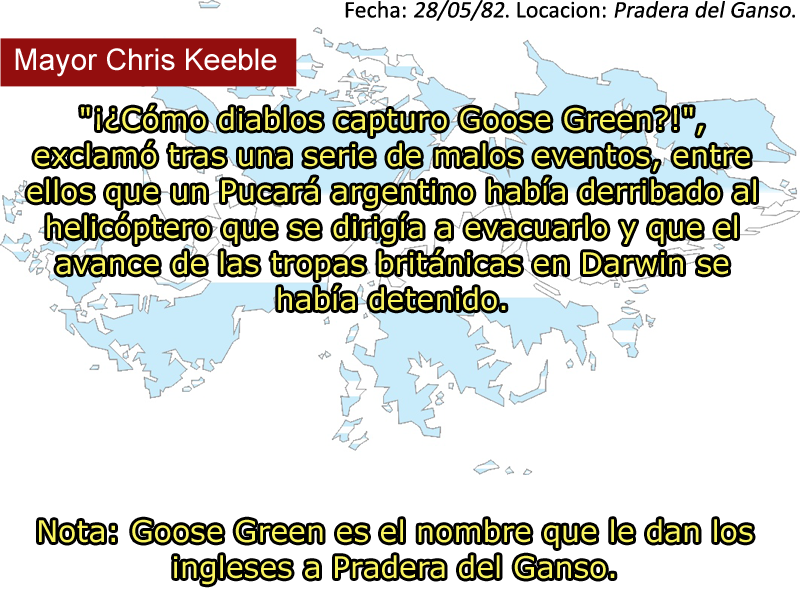 Fecha: 28/05/82. Locacion: Pradera del Ganso.
Mayor Chris Keeble
"¡¿Cómo diablos capturo Goose Green?!",
exclamó tras una serie de malos eventos, entre
ellos que un Pucará argentino había derribado al
helicóptero que se dirigía a evacuarlo y que el
avance de las tropas británicas en Darwin se
había detenido.
Nota: Goose Green es el nombre que le dan los
ingleses a Pradera del Ganso.